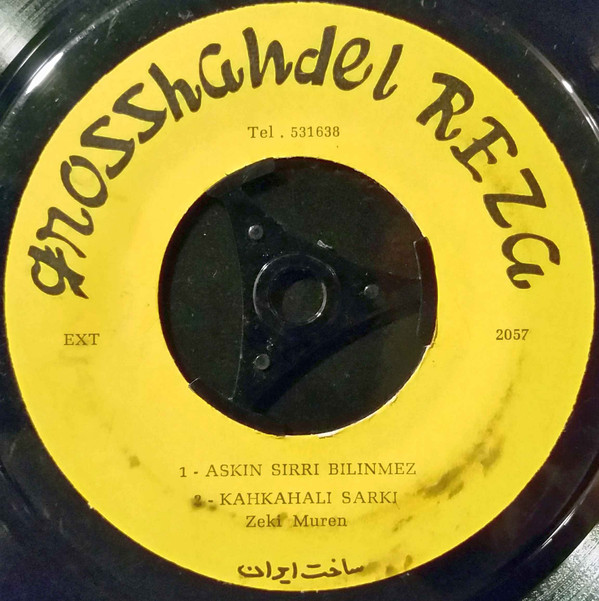 grosshandel REZA
Tel . 531638
EXT
2057
1 - ASKIN SIRRI BILINMEZ
2 - KAHKAHALI SARKI
Zeki Muren
ساخت ایران